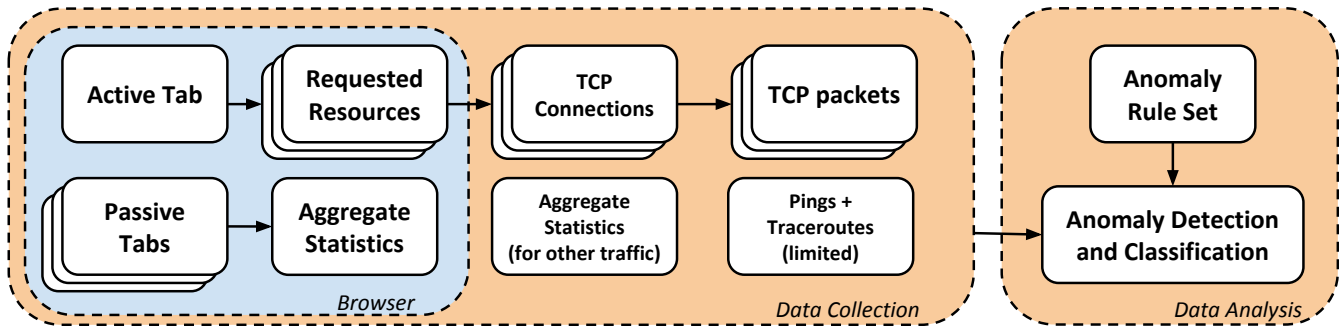 Active Tab
Requested
Resources
TCP
Connections
TCP packets
Passive
Tabs
Aggregate
Statistics
Aggregate
Statistics
(for other traffic)
Pings +
Traceroutes
(limited)
Browser
Data Collection
Anomaly
Rule Set
Anomaly Detection
and Classification
Data Analysis